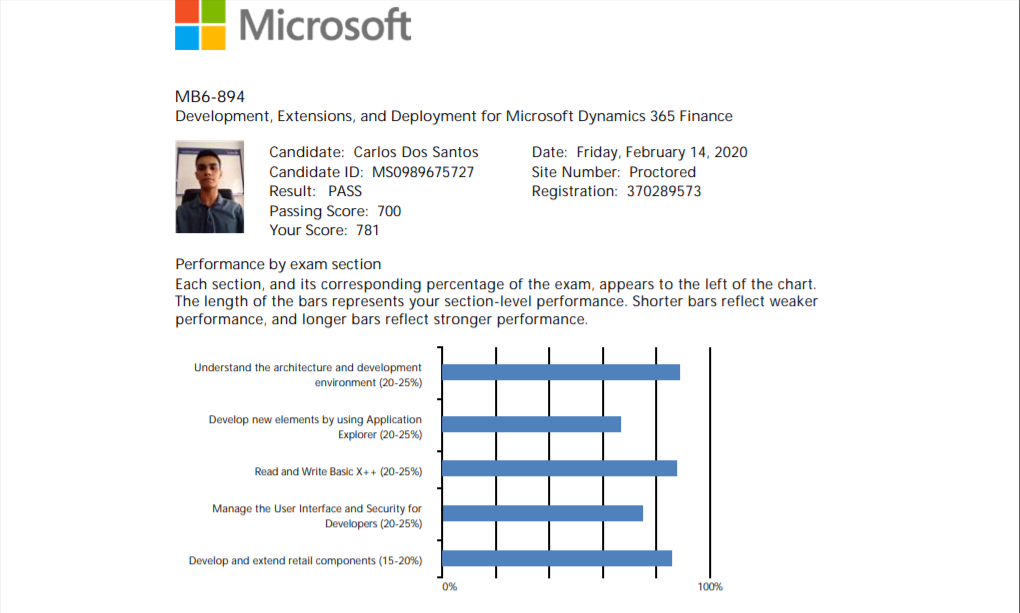 Microsoft
MB6-894
Development, Extensions, and Deployment for Microsoft Dynamics 365 Finance
Candidate: Carlos Dos Santos
Candidate ID: MS0989675727
Result: PASS
Passing Score: 700
Your Score: 781
Date: Friday, February 14, 2020
Site Number: Proctored
Registration: 370289573
Performance by exam section
Each section, and its corresponding percentage of the exam, appears to the left of the chart.
The length of the bars represents your section-level performance. Shorter bars reflect weaker
performance, and longer bars reflect stronger performance.
Understand the architecture and development
environment (20-25%)
Develop new elements by using Application
Explorer (20-25%)
Read and Write Basic X++ (20-25%)
Manage the User Interface and Security for
Developers (20-25%)
Develop and extend retail components (15-20%)
0%
100%